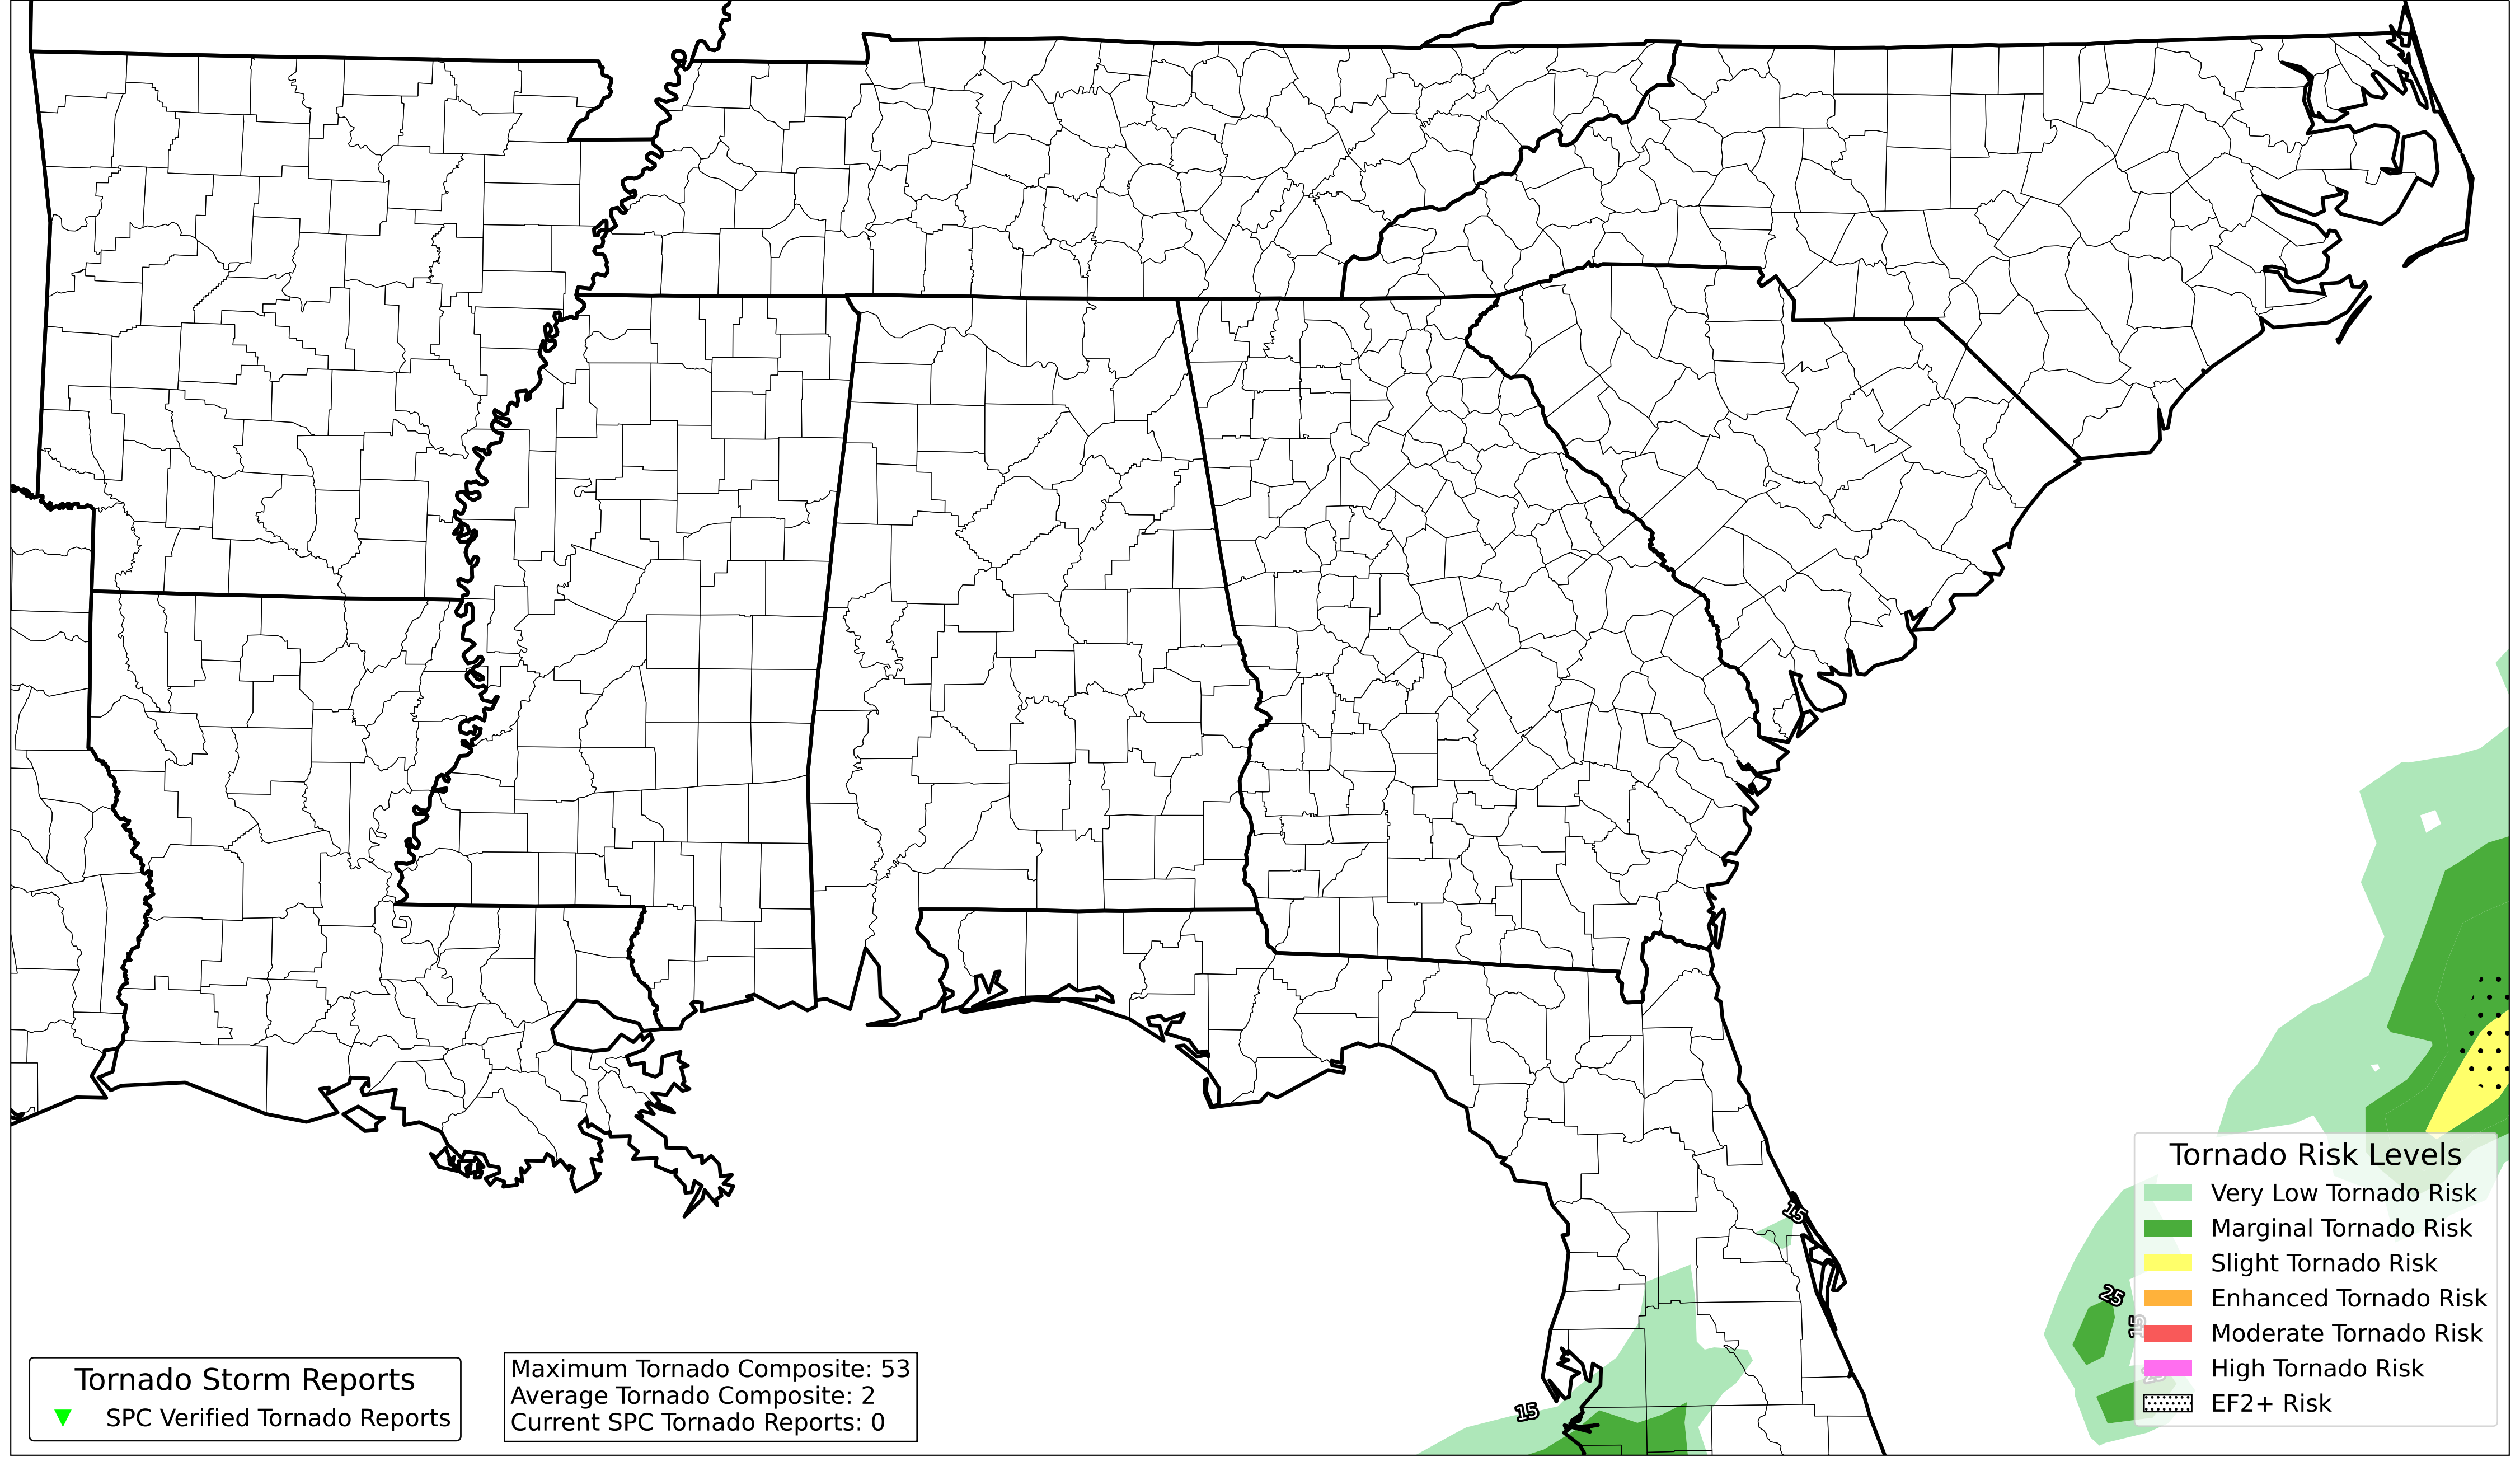 15
25
15
15
Tornado Risk Levels
Very Low Tornado Risk
Marginal Tornado Risk
Slight Tornado Risk
Enhanced Tornado Risk
Moderate Tornado Risk
High Tornado Risk
EF2+ Risk
Tornado Storm Reports
SPC Verified Tornado Reports
Maximum Tornado Composite: 53
Average Tornado Composite: 2
Current SPC Tornado Reports: 0